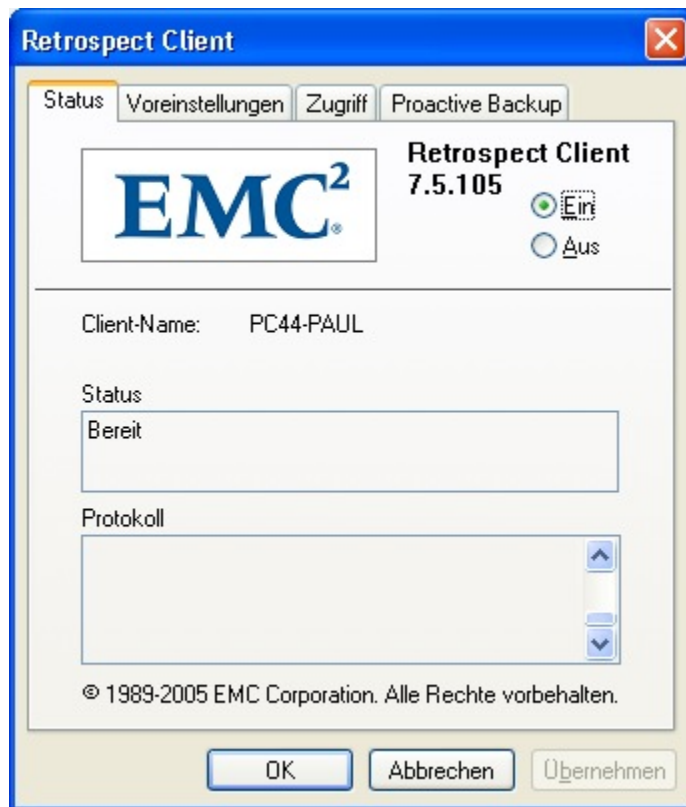 Retrospect Client
Status Voreinstellungen Zugriff Proactive Backup
EMC²®
Retrospect Client
7.5.105
Ein
Aus
Client-Name: PC44-PAUL
Status
Bereit
Protokoll
© 1989-2005 EMC Corporation. Alle Rechte vorbehalten.
OK Abbrechen Übernehmen